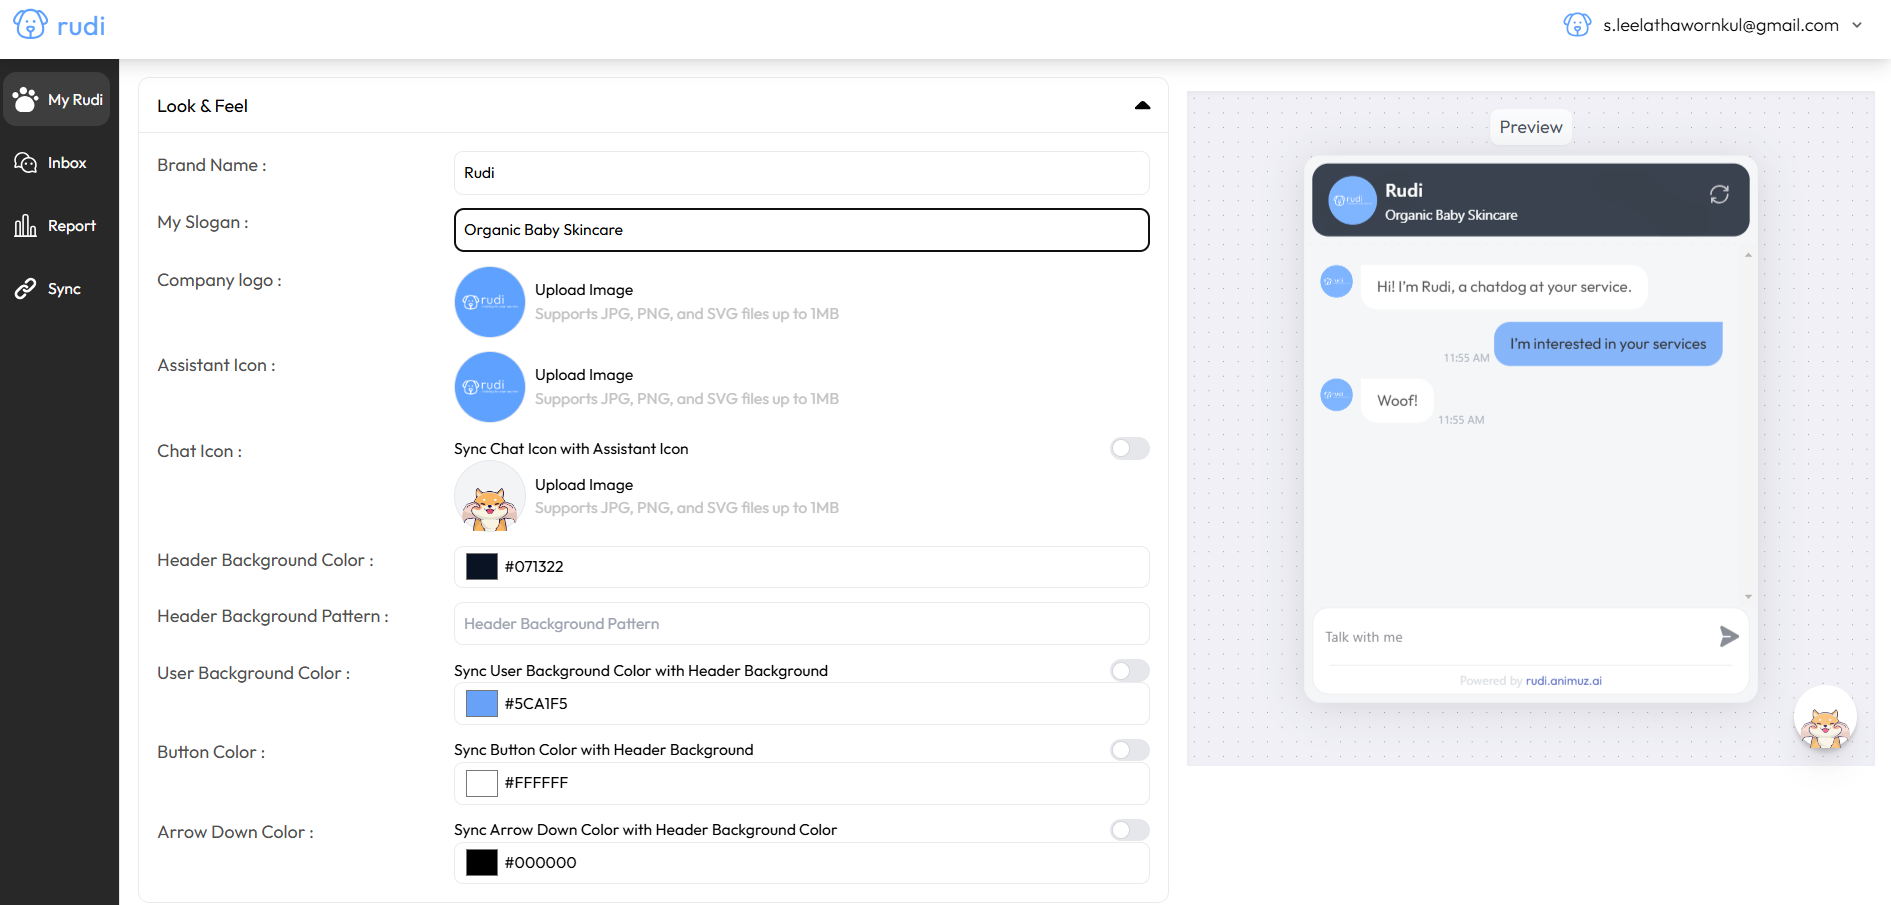 rudi
s.leelathawornkul@gmail.com
My Rudi
Inbox
Report
Sync
Look & Feel
Brand Name :
Rudi
My Slogan :
Organic Baby Skincare
Company logo :
rudi
Upload Image
Supports JPG, PNG, and SVG files up to 1MB
Assistant Icon :
rudi
Upload Image
Supports JPG, PNG, and SVG files up to 1MB
Chat Icon :
Sync Chat Icon with Assistant Icon
Upload Image
Supports JPG, PNG, and SVG files up to 1MB
Header Background Color :
#071322
Header Background Pattern :
Header Background Pattern
User Background Color :
Sync User Background Color with Header Background
#5CA1F5
Button Color :
Sync Button Color with Header Background
#FFFFFF
Arrow Down Color :
Sync Arrow Down Color with Header Background Color
#000000
Preview
rudi
Rudi
Organic Baby Skincare
Hi! I'm Rudi, a chatdog at your service.
I'm interested in your services
11:55 AM
Woof!
11:55 AM
Talk with me
Powered by rudi.animuz.ai